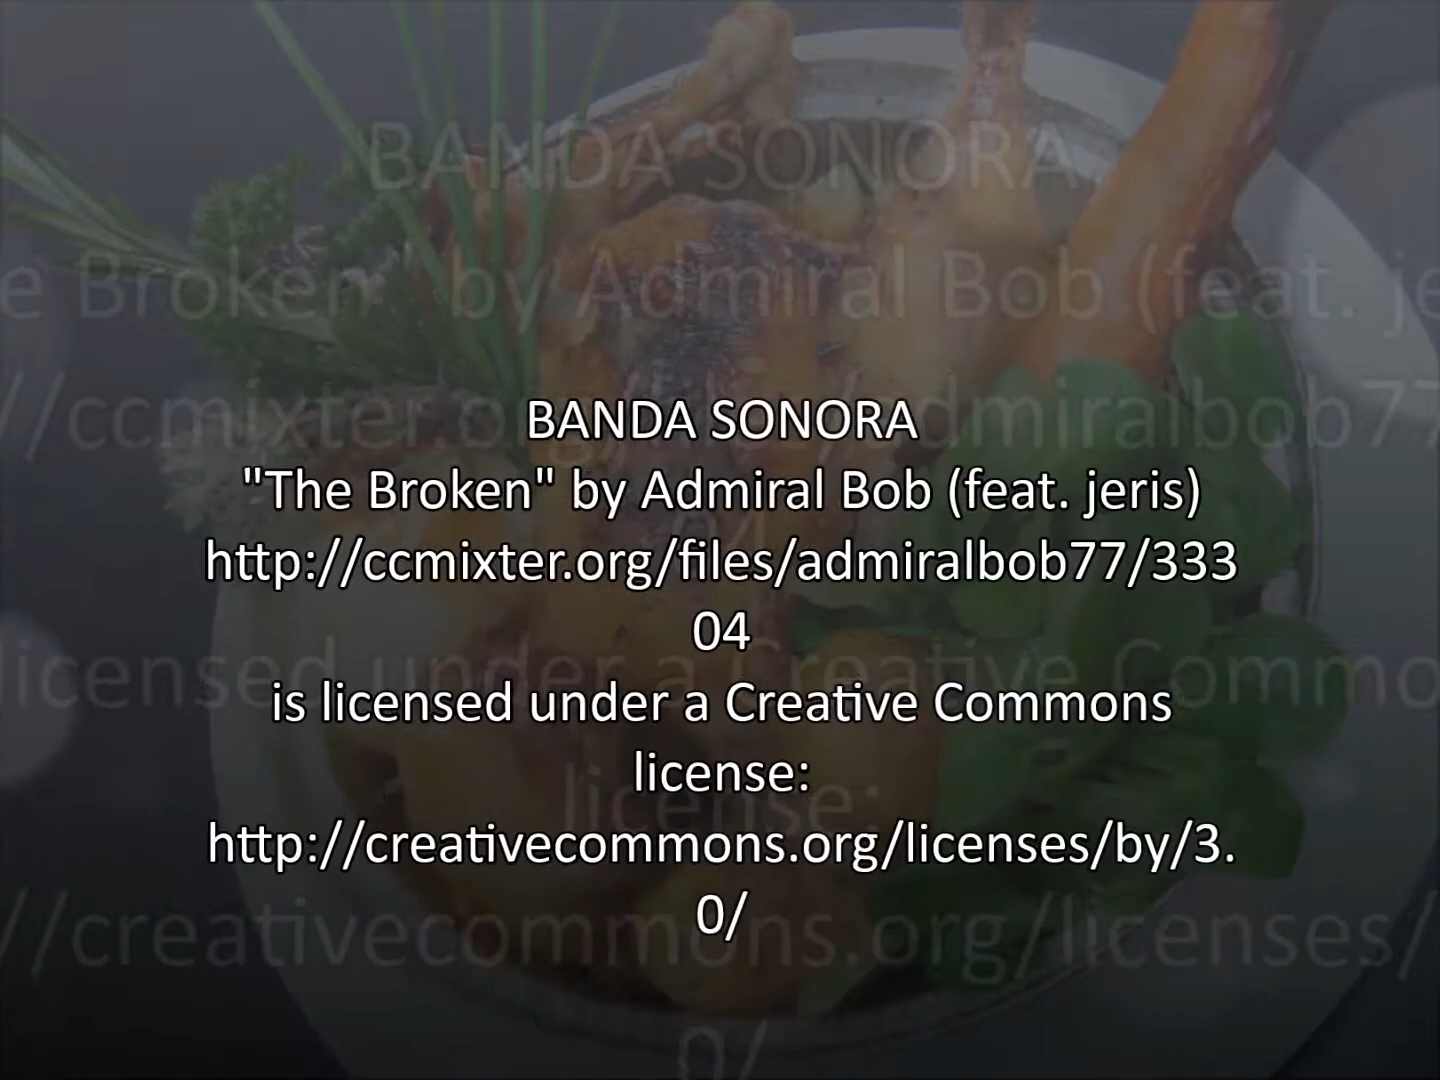 BANDA SONORA
"The Broken" by Admiral Bob (feat. jeris)
http://ccmixter.org/files/admiralbob77/333
04
is licensed under a Creative Commons
license:
http://creativecommons.org/licenses/by/3.
0/